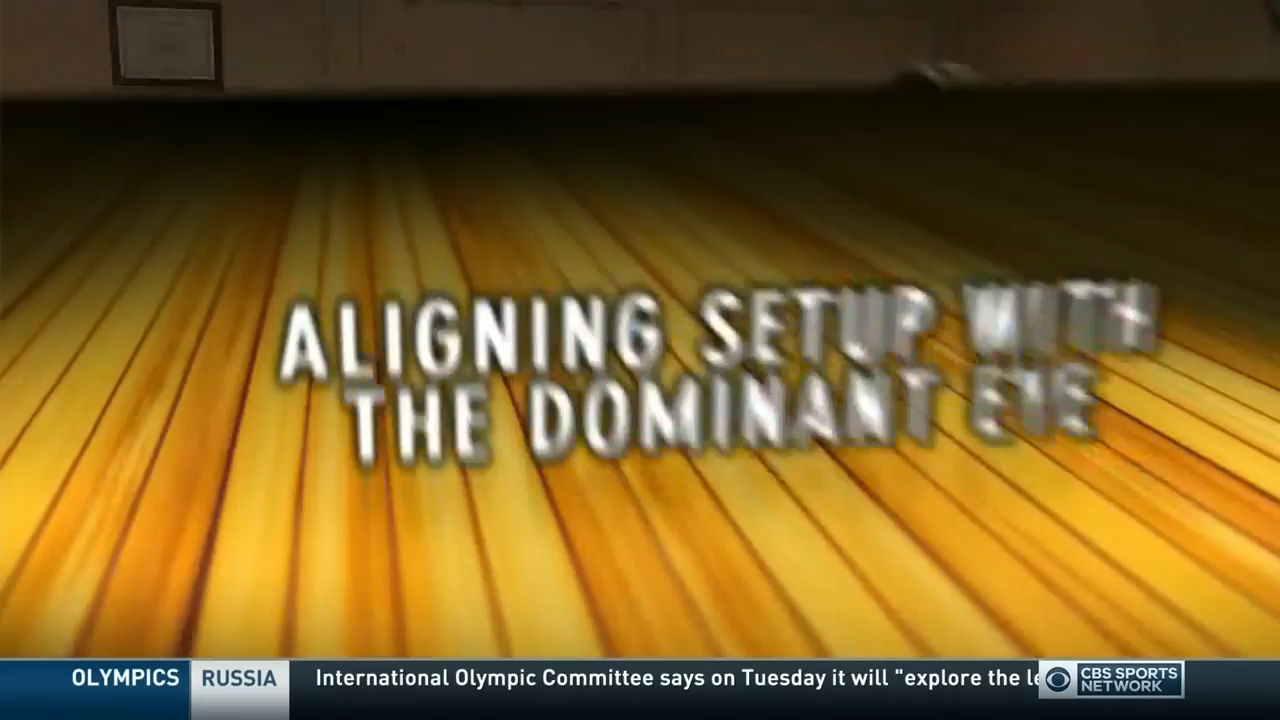 ALIGNING SETUP WITH
THE DOMINANT EYE
OLYMPICS
RUSSIA
International Olympic Committee says on Tuesday it will "explore the
CBS SPORTS
NETWORK